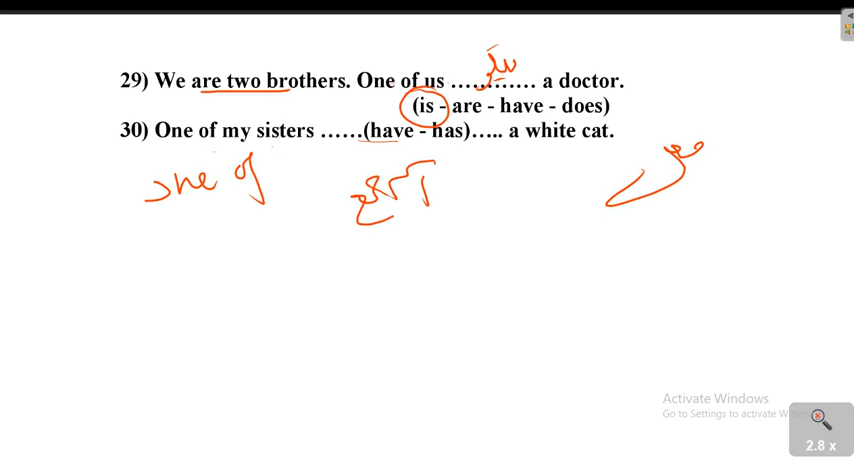 29) We are two brothers. One of us ………… a doctor.
(is - are - have - does)
30) One of my sisters ……(have - has)….. a white cat.
one of
Activate Windows
Go to Settings to activate Windows
2.8 x